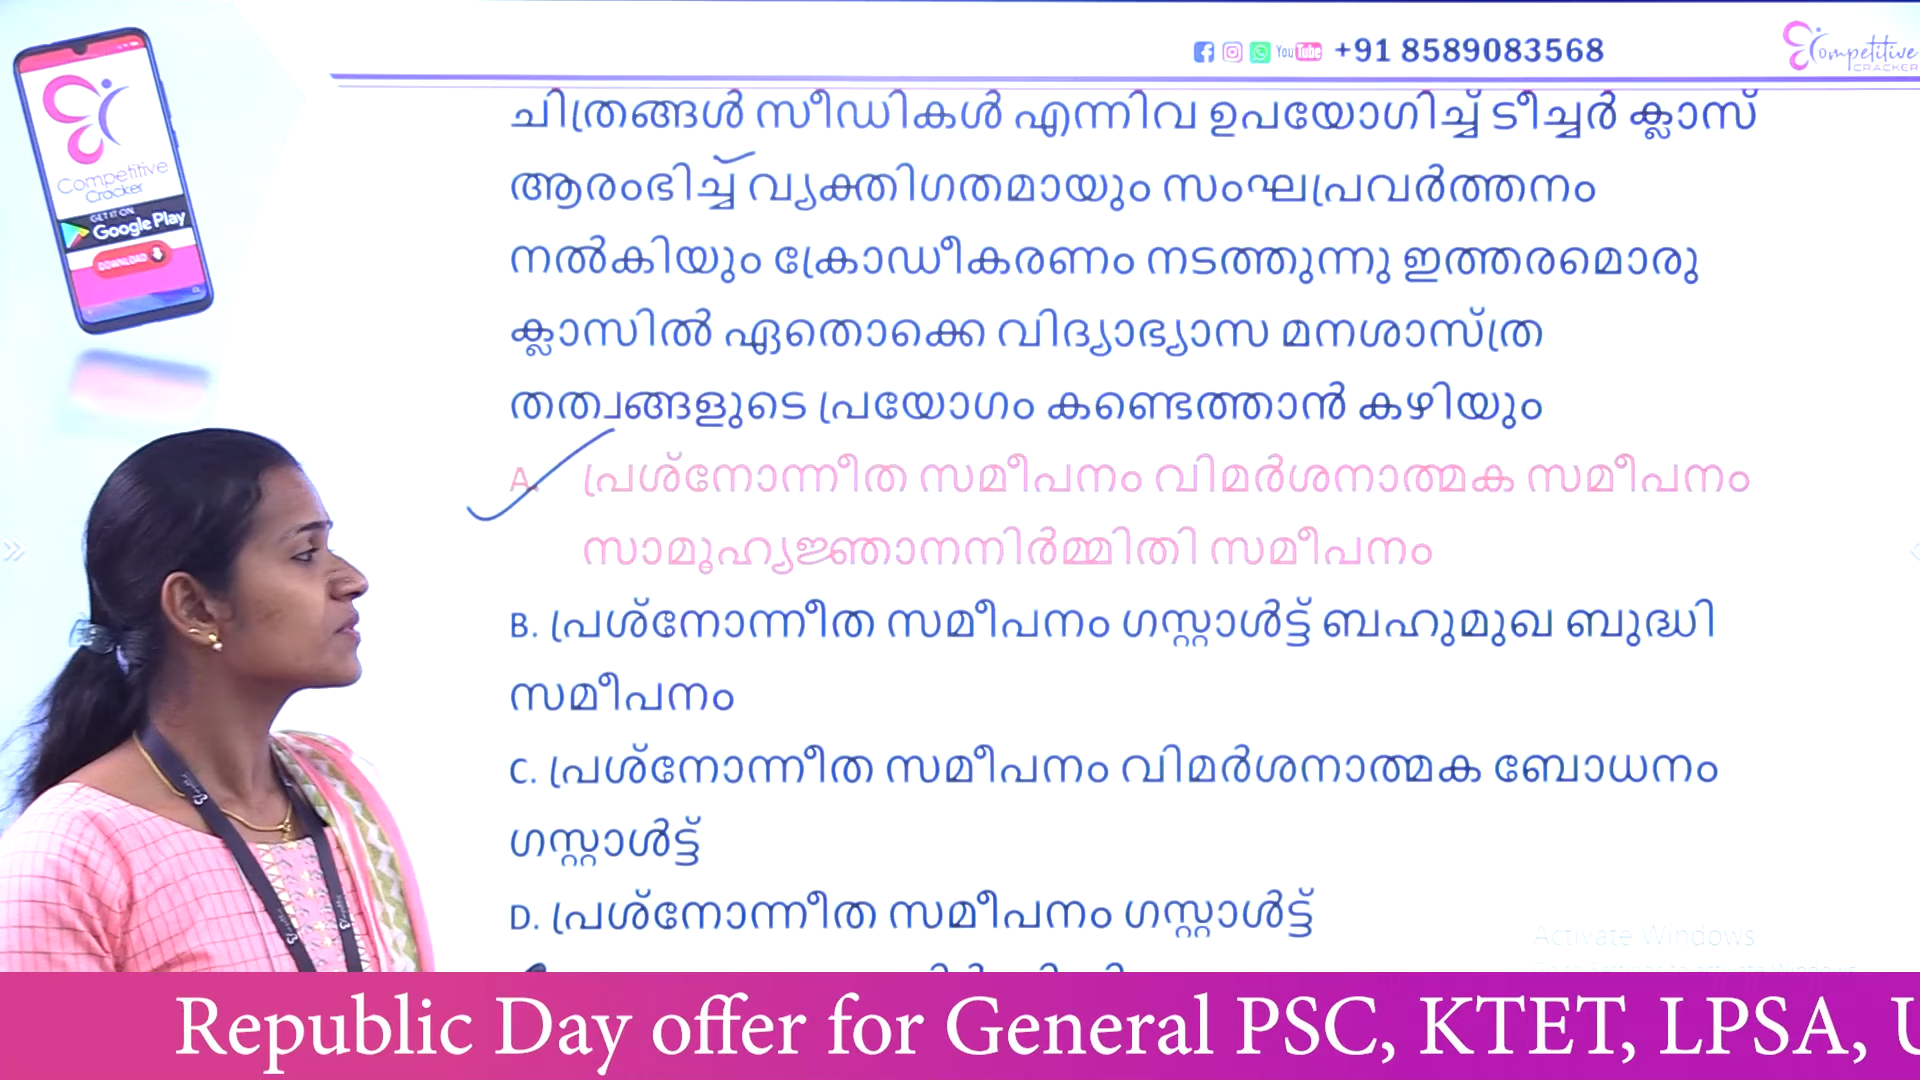 You Tube +91 8589083568
Competitive
CRACKER
Competitive
Cracker
GET IT ON
Google Play
DOWNLOAD
ചിത്രങ്ങൾ സീഡികൾ എന്നിവ ഉപയോഗിച്ച് ടീച്ചർ ക്ലാസ്
ആരംഭിച്ച് വ്യക്തിഗതമായും സംഘപ്രവർത്തനം
നൽകിയും ക്രോഡീകരണം നടത്തുന്നു ഇത്തരമൊരു
ക്ലാസിൽ ഏതൊക്കെ വിദ്യാഭ്യാസ മനശാസ്ത്ര
തത്വങ്ങളുടെ പ്രയോഗം കണ്ടെത്താൻ കഴിയും
A. പ്രശ്നോന്നീത സമീപനം വിമർശനാത്മക സമീപനം
സാമൂഹ്യജ്ഞാനനിർമ്മിതി സമീപനം
B. പ്രശ്നോന്നീത സമീപനം ഗസ്റ്റാൾട്ട് ബഹുമുഖ ബുദ്ധി
സമീപനം
C. പ്രശ്നോന്നീത സമീപനം വിമർശനാത്മക ബോധനം
ഗസ്റ്റാൾട്ട്
D. പ്രശ്നോന്നീത സമീപനം ഗസ്റ്റാൾട്ട്
Activate Windows
Republic Day offer for General PSC, KTET, LPSA, U